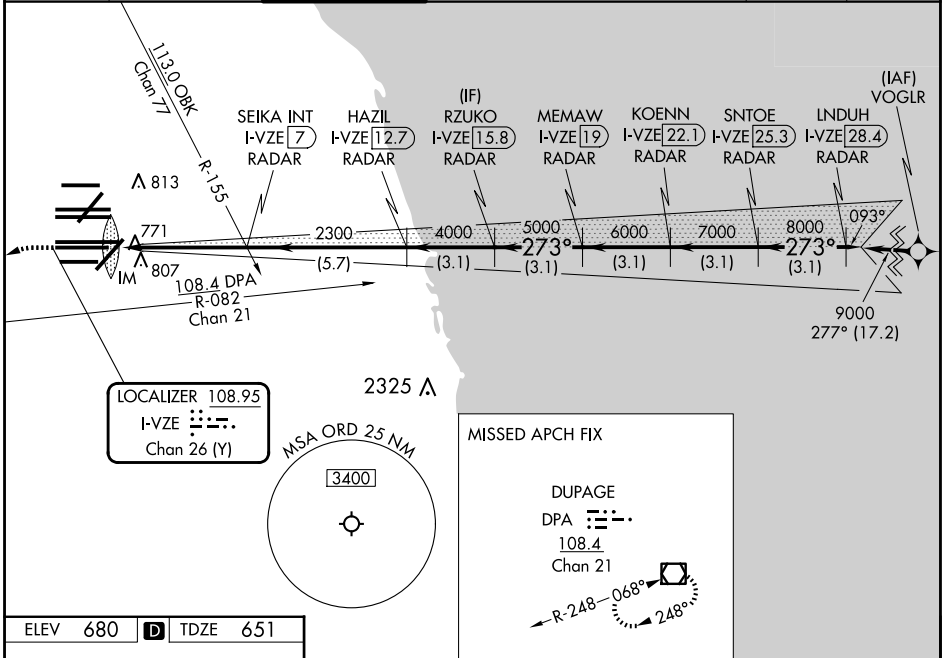 113.0 OBK
Chan 77
R-155
SEIKA INT
I-VZE 7
RADAR
HAZIL
I-VZE 12.7
RADAR
(IF)
RZUKO
I-VZE 15.8
RADAR
MEMAW
I-VZE 19
RADAR
KOENN
I-VZE 22.1
RADAR
SNTOE
I-VZE 25.3
RADAR
LNDUH
I-VZE 28.4
RADAR
(IAF)
VOGLR
813
771
807
IM
2300
4000
5000
6000
7000
8000
093°
273°
273°
(5.7)
(3.1)
(3.1)
(3.1)
(3.1)
(3.1)
9000
277° (17.2)
108.4 DPA
R-082
Chan 21
LOCALIZER 108.95
I-VZE
Chan 26 (Y)
2325
MSA ORD 25 NM
3400
MISSED APCH FIX
DUPAGE
DPA
108.4
Chan 21
R-248
068°
248°
ELEV 680 D TDZE 651